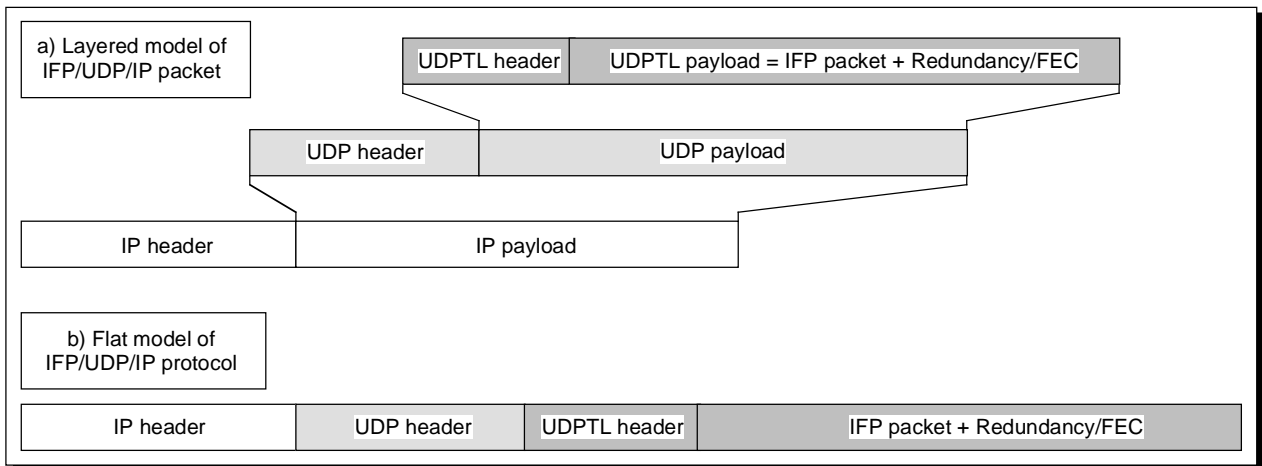 a) Layered model of
IFP/UDP/IP packet
UDPTL header
UDPTL payload = IFP packet + Redundancy/FEC
UDP header
UDP payload
IP header
IP payload
b) Flat model of
IFP/UDP/IP protocol
IP header
UDP header
UDPTL header
IFP packet + Redundancy/FEC